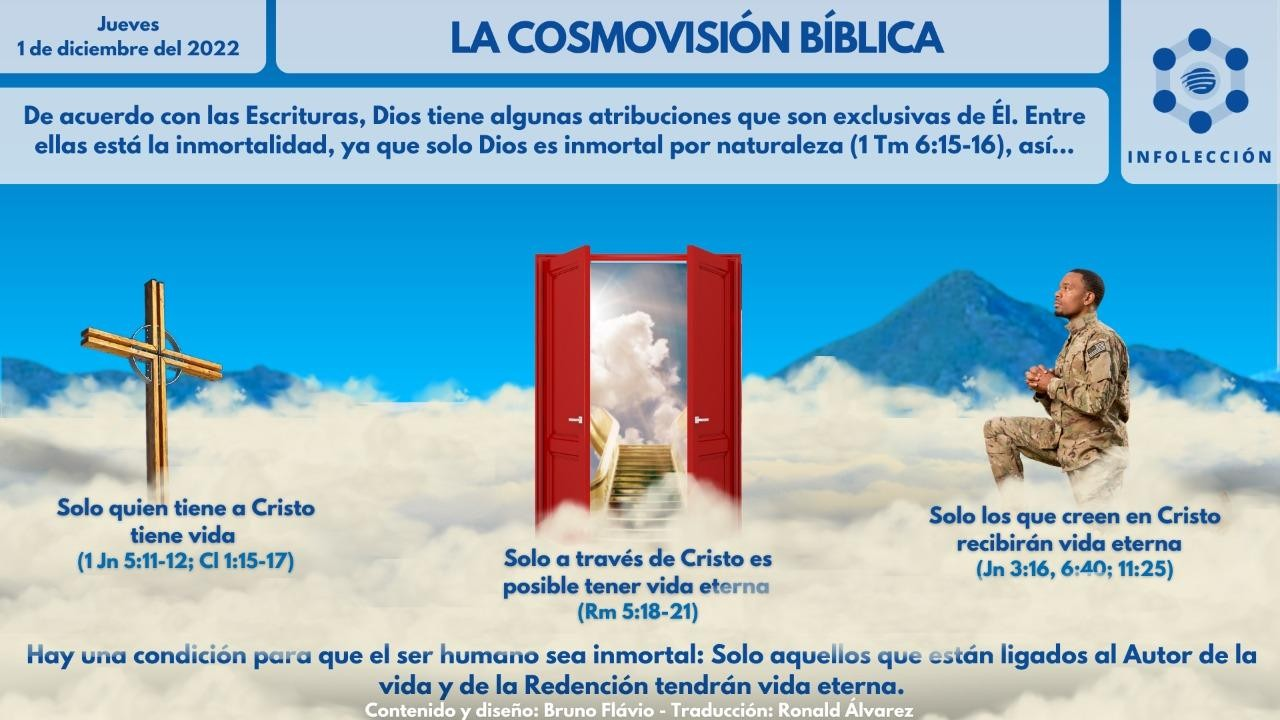 Jueves
1 de diciembre del 2022
LA COSMOVISIÓN BÍBLICA
INFOLECCIÓN
De acuerdo con las Escrituras, Dios tiene algunas atribuciones que son exclusivas de Él. Entre
ellas está la inmortalidad, ya que solo Dios es inmortal por naturaleza (1 Tm 6:15-16), así...
Solo quien tiene a Cristo
tiene vida
(1 Jn 5:11-12; Cl 1:15-17)
Solo a través de Cristo es
posible tener vida eterna
(Rm 5:18-21)
Solo los que creen en Cristo
recibirán vida eterna
(Jn 3:16, 6:40; 11:25)
Hay una condición para que el ser humano sea inmortal: Solo aquellos que están ligados al Autor de la
vida y de la Redención tendrán vida eterna.
Contenido y diseño: Bruno Flávio - Traducción: Ronald Álvarez